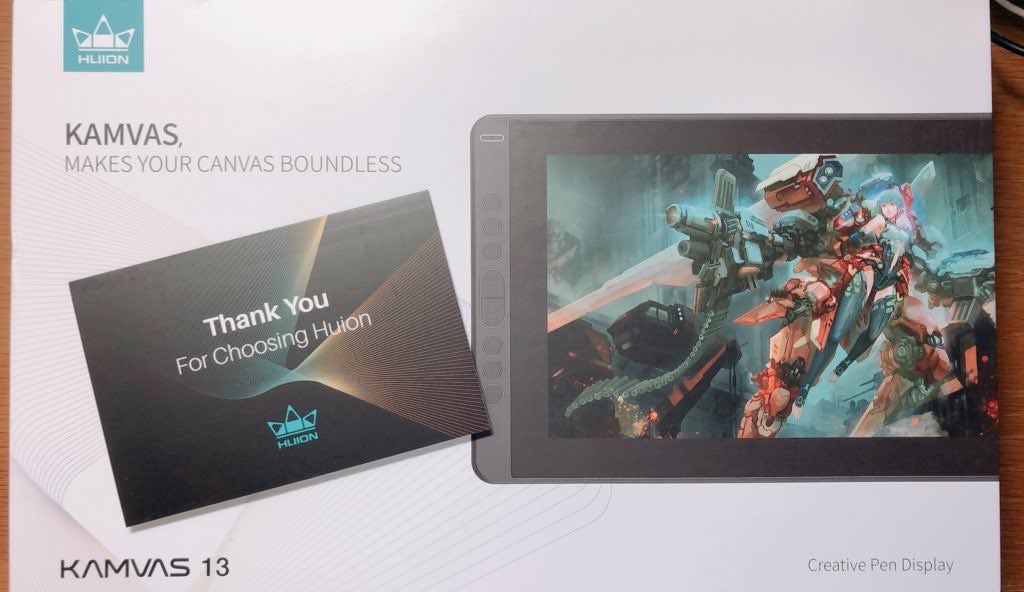 HUION
KAMVAS,
MAKES YOUR CANVAS BOUNDLESS
Thank You
For Choosing Huion
HUION
KAMVAS 13
Creative Pen Display